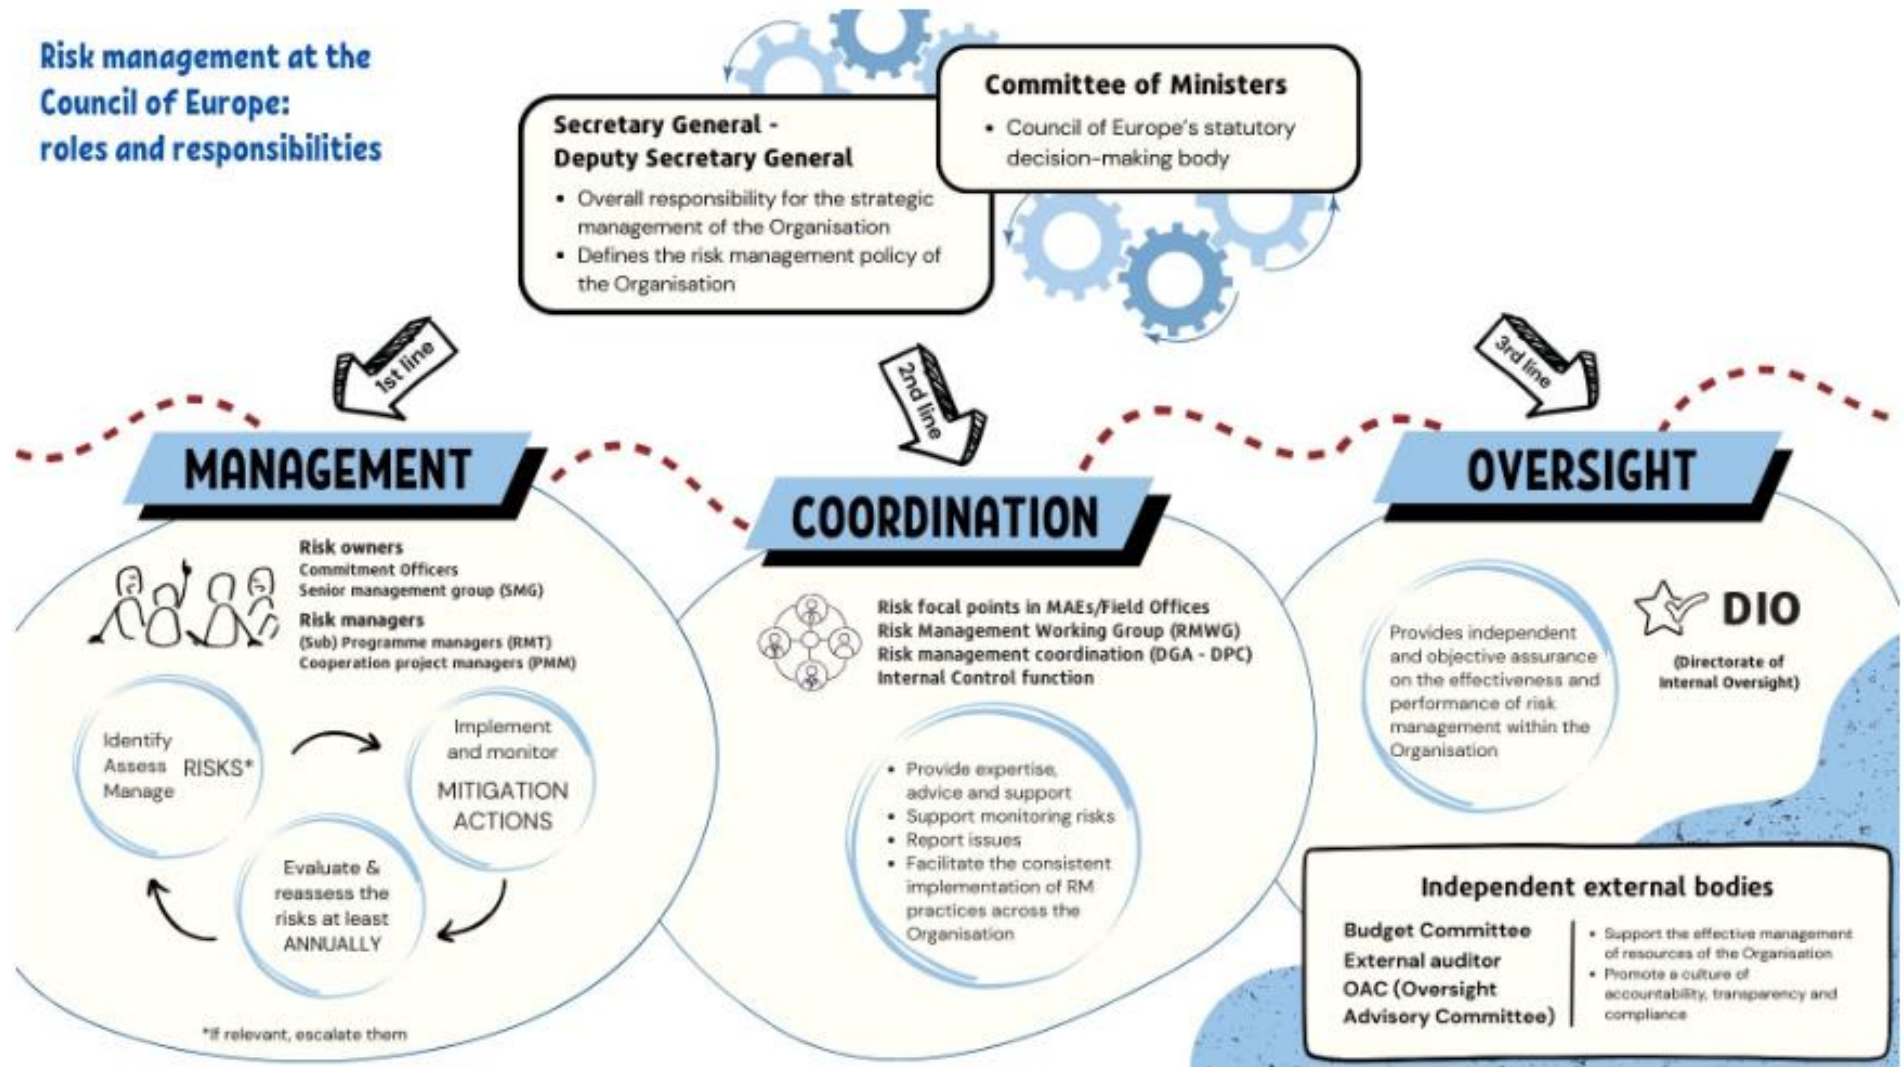 Risk management at the
Council of Europe:
roles and responsibilities
Secretary General -
Deputy Secretary General
• Overall responsibility for the strategic
management of the Organisation
• Defines the risk management policy of
the Organisation
Committee of Ministers
• Council of Europe's statutory
decision-making body
1st line
2nd line
3rd line
MANAGEMENT
Risk owners
Commitment Officers
Senior management group (SMG)
Risk managers
(Sub) Programme managers (RMT)
Cooperation project managers (PMM)
Identify
Assess RISKS*
Manage
Implement
and monitor
MITIGATION
ACTIONS
Evaluate &
reassess the
risks at least
ANNUALLY
*If relevant, escalate them
COORDINATION
Risk focal points in MAEs/Field Offices
Risk Management Working Group (RMWG)
Risk management coordination (DGA - DPC)
Internal Control function
• Provide expertise,
advice and support
• Support monitoring risks
• Report issues
• Facilitate the consistent
implementation of RM
practices across the
Organisation
OVERSIGHT
Provides independent
and objective assurance
on the effectiveness and
performance of risk
management within the
Organisation
DIO
(Directorate of
Internal Oversight)
Independent external bodies
Budget Committee
External auditor
OAC (Oversight
Advisory Committee)
• Support the effective management
of resources of the Organisation
• Promote a culture of
accountability, transparency and
compliance